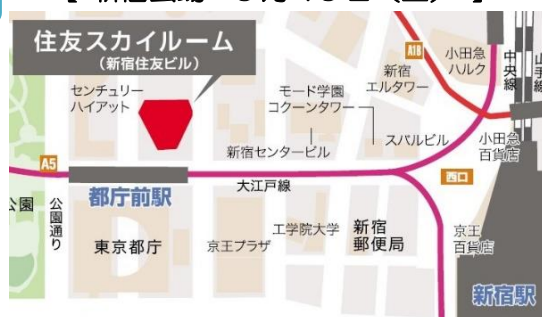 住友スカイルーム
(新宿住友ビル)
センチュリー
ハイアット
モード学園
コクーンタワー
新宿
エルタワー
A18
小田急
ハルク
中央線
山手線
新宿センタービル
スバルビル
小田急
百貨店
A5
都庁前駅
大江戸線
西口
公園
公園通り
東京都庁
京王プラザ
工学院大学
新宿
郵便局
京王
百貨店
新宿駅